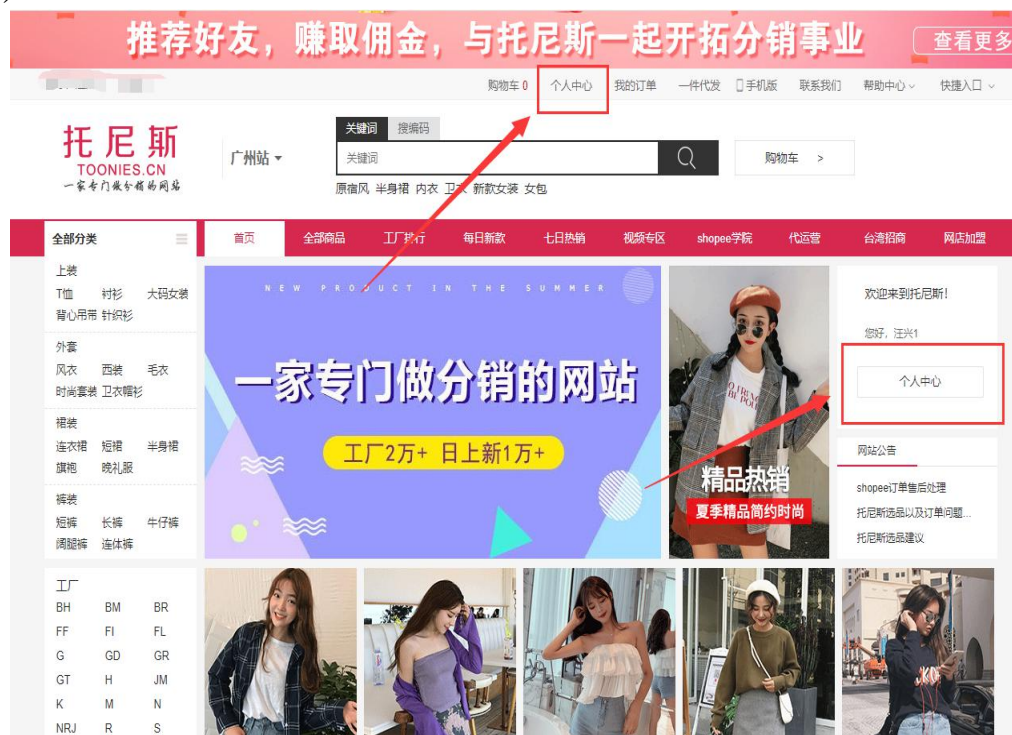 推荐好友，赚取佣金，与托尼斯一起开拓分销事业 查看更多
购物车 0 个人中心 我的订单 一件代发 手机版 联系我们 帮助中心 快捷入口
关键词 搜编码
托尼斯
TOONIES.CN
一家专门做分销的网站
广州站
关键词
购物车 >
原宿风 半身裙 内衣 卫衣 新款女装 女包
全部分类 首页 全部商品 工厂排行 每日新款 七日热销 视频专区 shopee学院 代运营 台湾招商 网店加盟
上装
T恤 衬衫 大码女装
背心吊带 针织衫
外套
风衣 西装 毛衣
时尚套装 卫衣帽衫
裙装
连衣裙 短裙 半身裙
旗袍 晚礼服
裤装
短裤 长裤 牛仔裤
阔腿裤 连体裤
NEW PRODUCT IN THE SUMMER
一家专门做分销的网站
工厂2万+ 日上新1万+
精品热销
夏季精品简约时尚
欢迎来到托尼斯！
您好，汪兴1
个人中心
网站公告
shopee订单售后处理
托尼斯选品以及订单问题...
托尼斯选品建议
工厂
BH BM BR
FF FI FL
G GD GR
GT H JM
K M N
NRJ R S